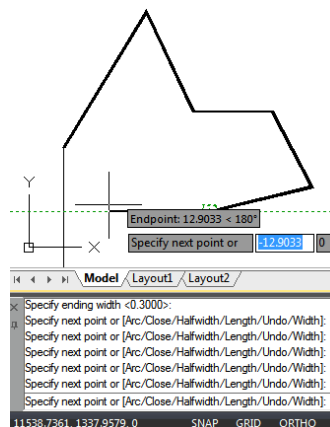 Endpoint: 12.9033 < 180°
Specify next point or -12.9033 0
Y
X
Model Layout1 Layout2
Specify ending width <0.3000>:
Specify next point or [Arc/Close/Halfwidth/Length/Undo/Width]:
Specify next point or [Arc/Close/Halfwidth/Length/Undo/Width]:
Specify next point or [Arc/Close/Halfwidth/Length/Undo/Width]:
Specify next point or [Arc/Close/Halfwidth/Length/Undo/Width]:
Specify next point or [Arc/Close/Halfwidth/Length/Undo/Width]:
Specify next point or [Arc/Close/Halfwidth/Length/Undo/Width]:
11538.7361, 1337.9579, 0 SNAP GRID ORTHO